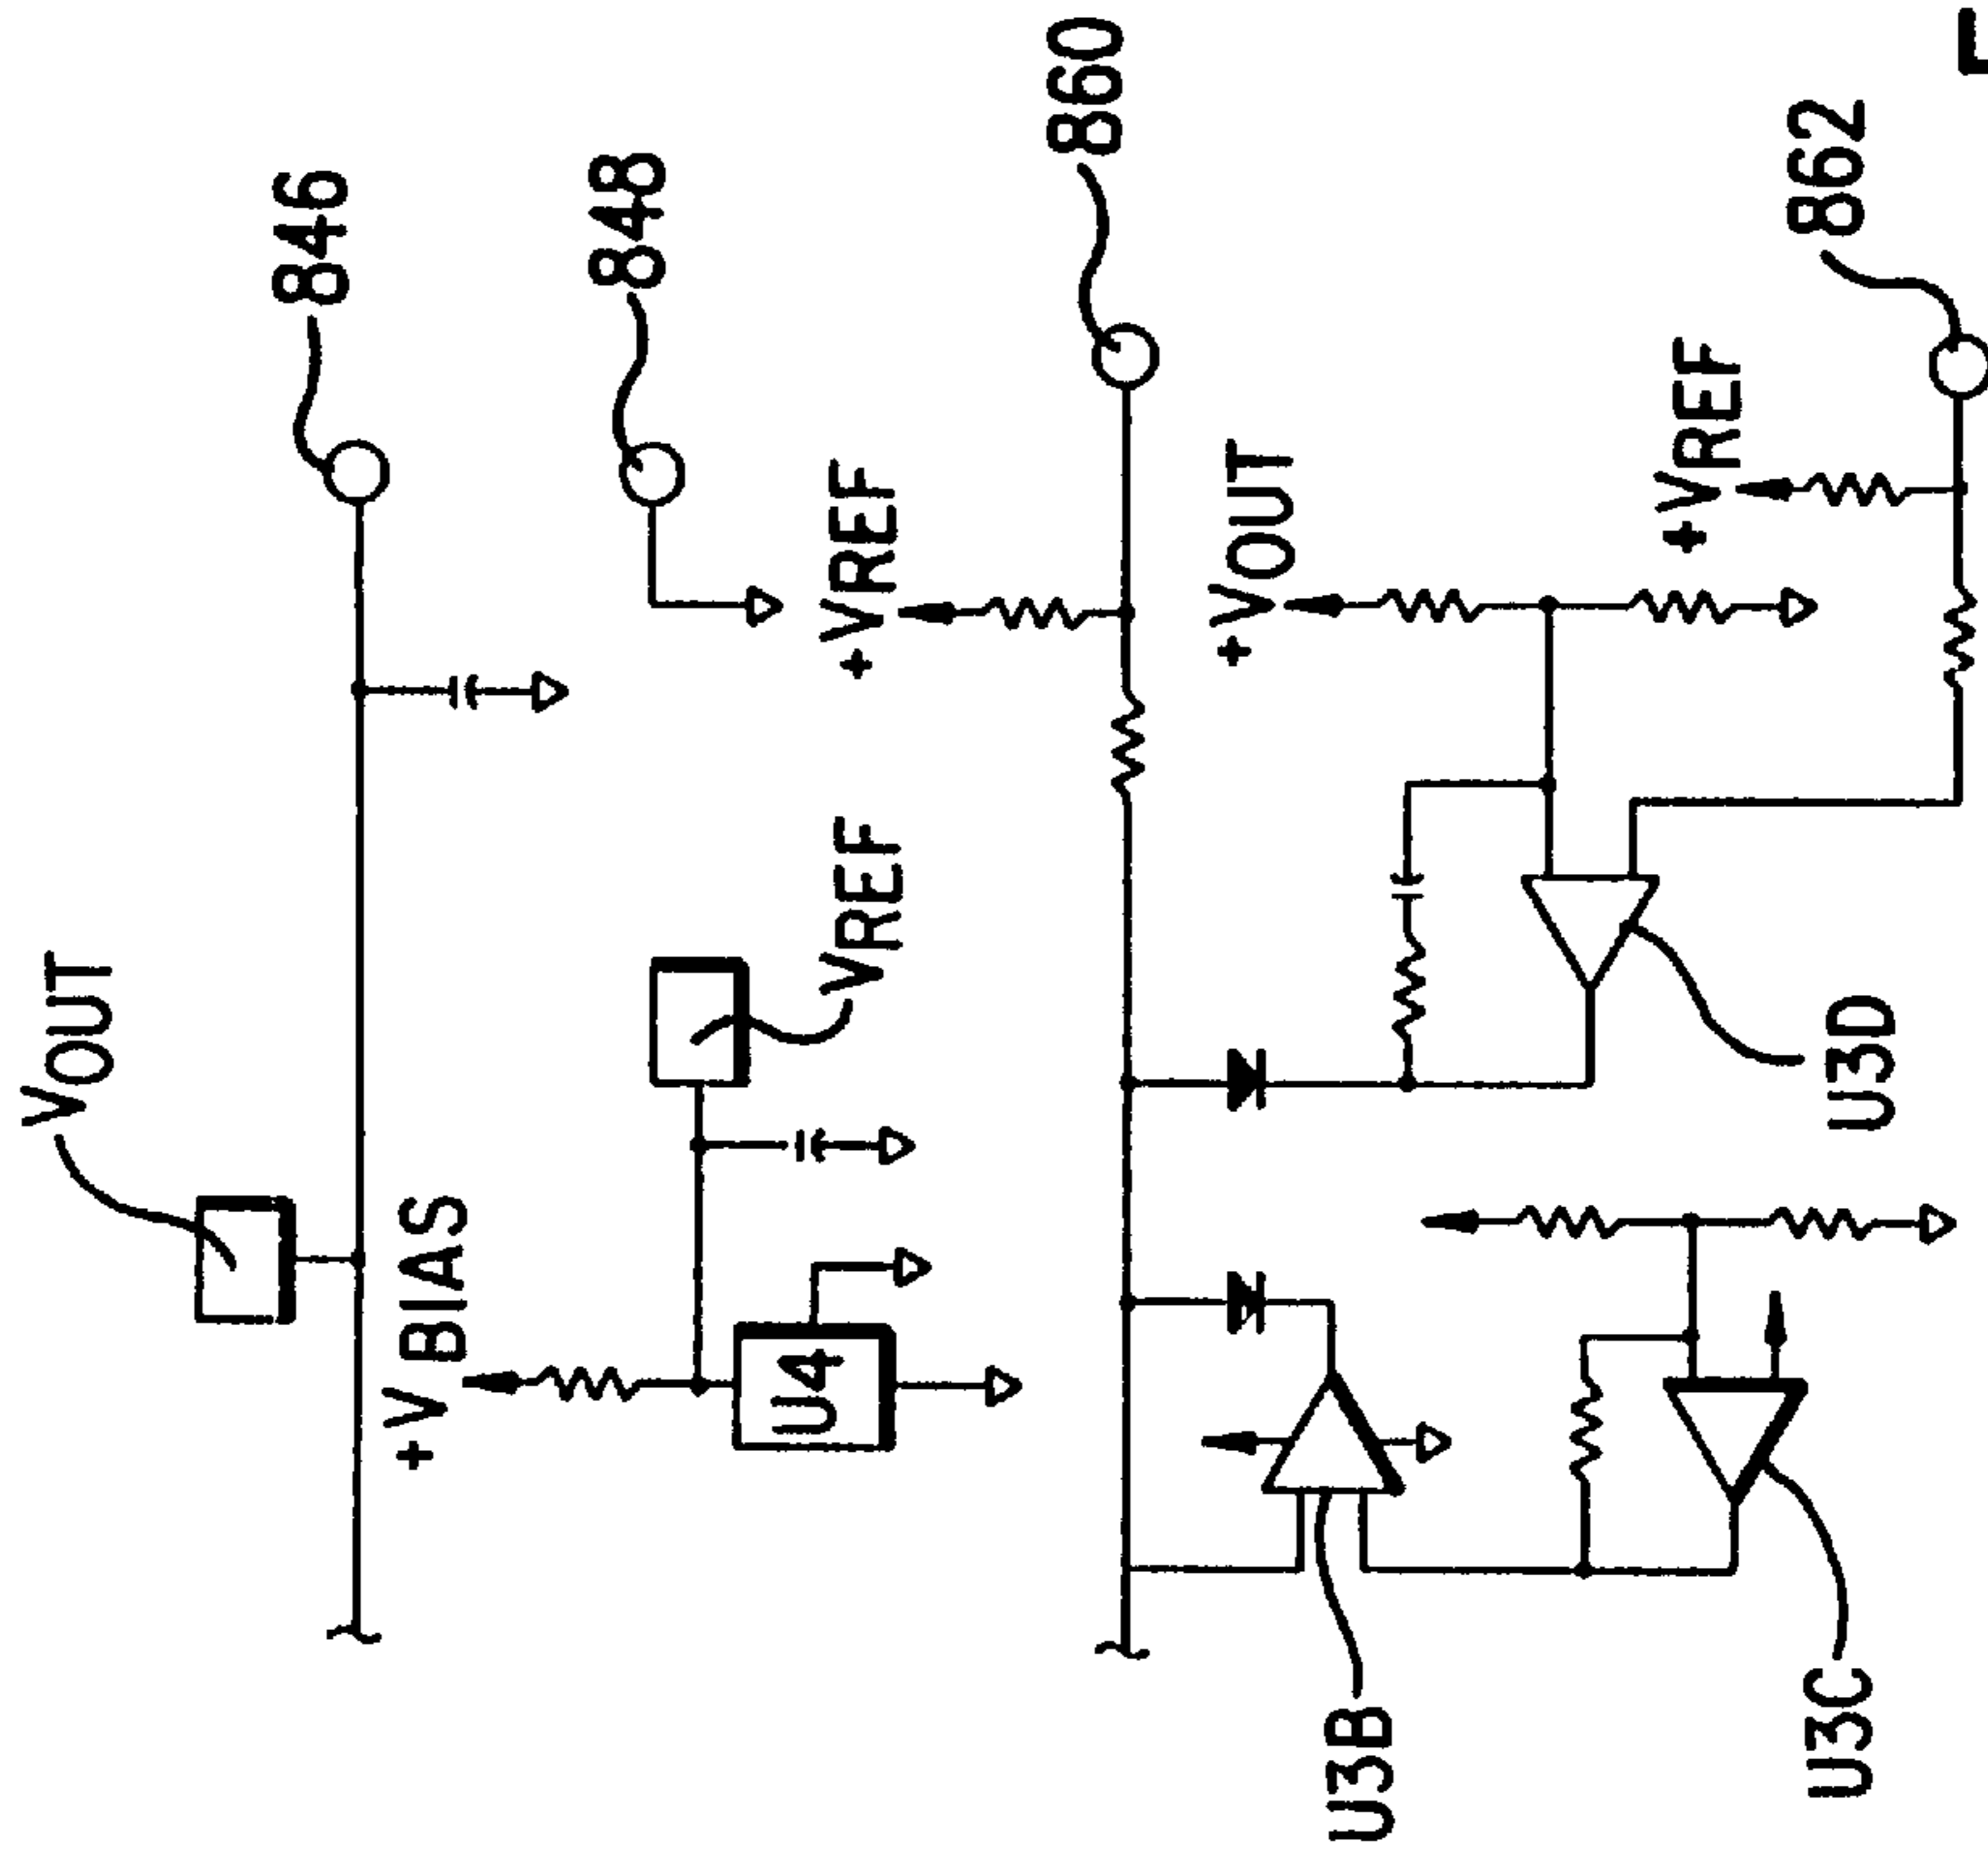 VOUT
846
848
+VBIAS
U4
VREF
+VREF
860
+VOUT
+VREF
862
U3D
U3B
U3C